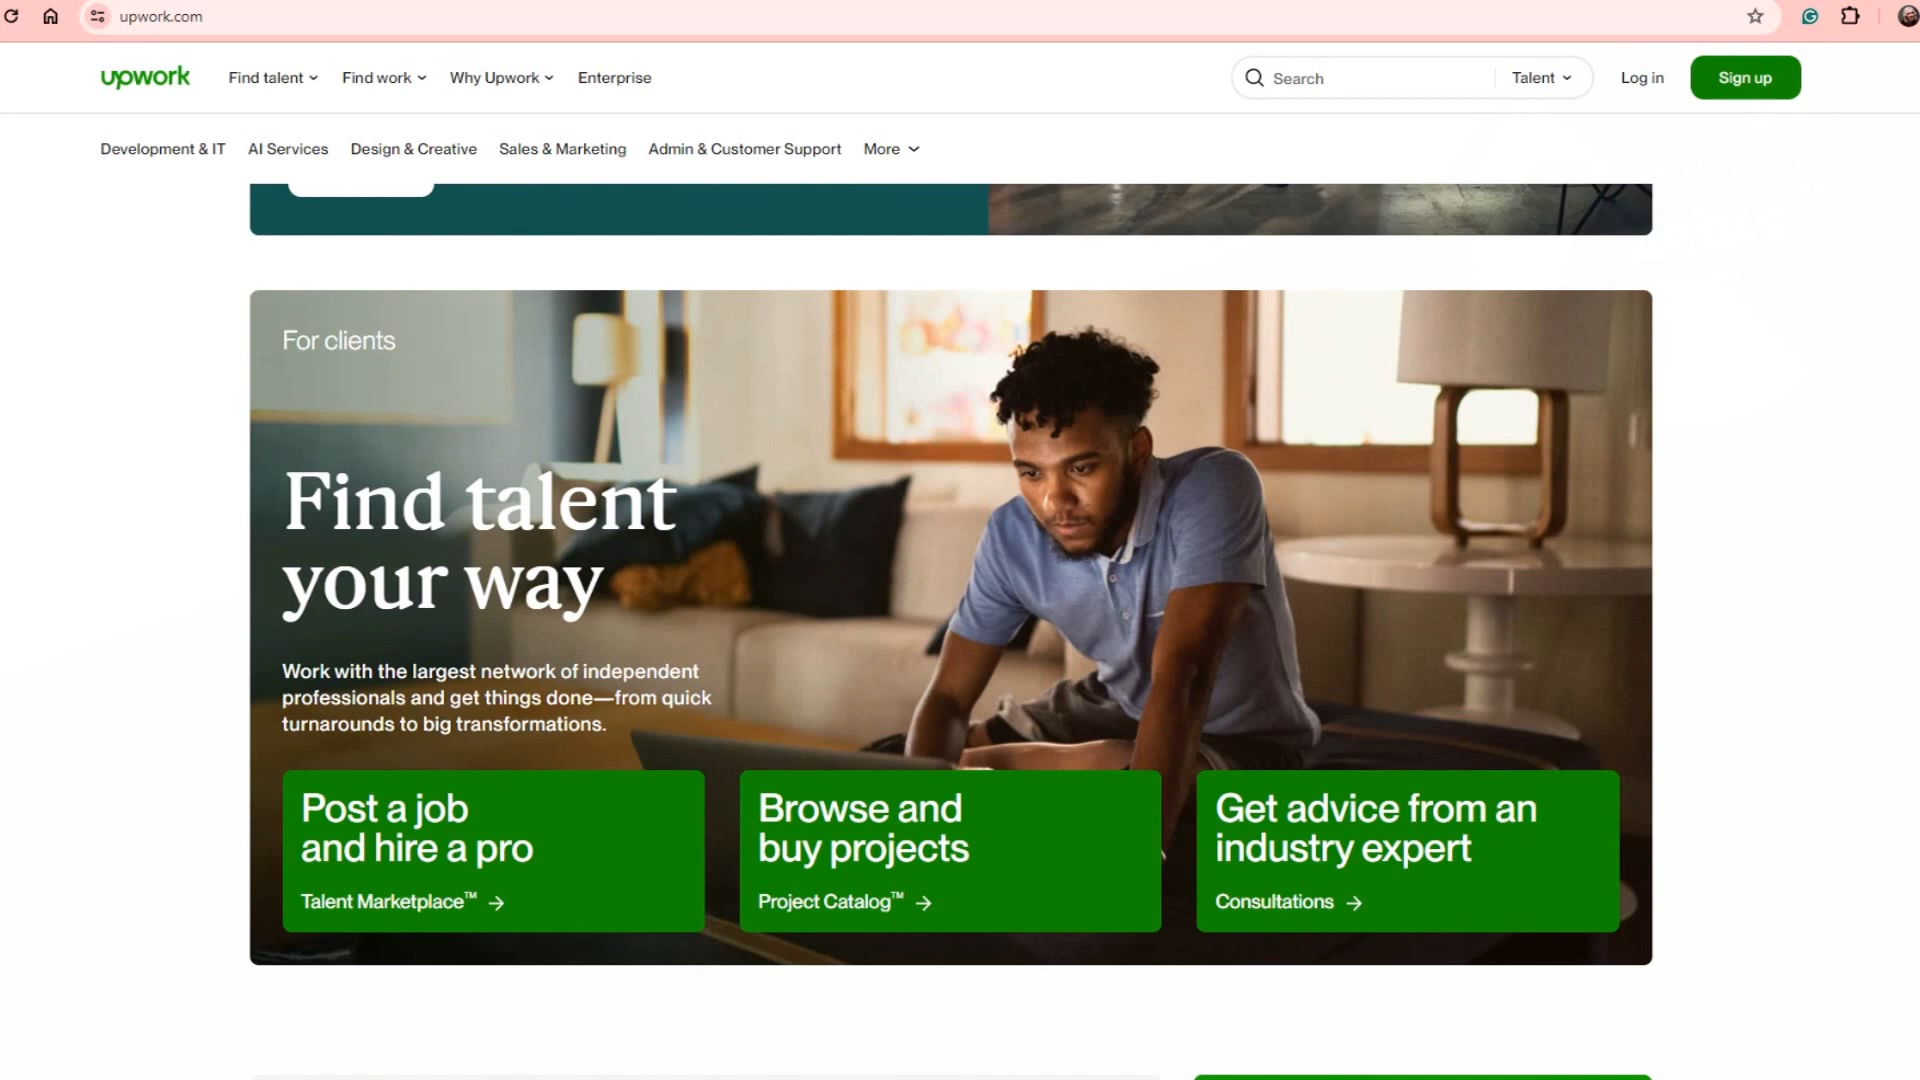 upwork.com
upwork
Find talent
Find work
Why Upwork
Enterprise
Search
Talent
Log in
Sign up
Development & IT
AI Services
Design & Creative
Sales & Marketing
Admin & Customer Support
More
For clients
Find talent
your way
Work with the largest network of independent
professionals and get things done—from quick
turnarounds to big transformations.
Post a job
and hire a pro
Talent Marketplace™
Browse and
buy projects
Project Catalog™
Get advice from an
industry expert
Consultations